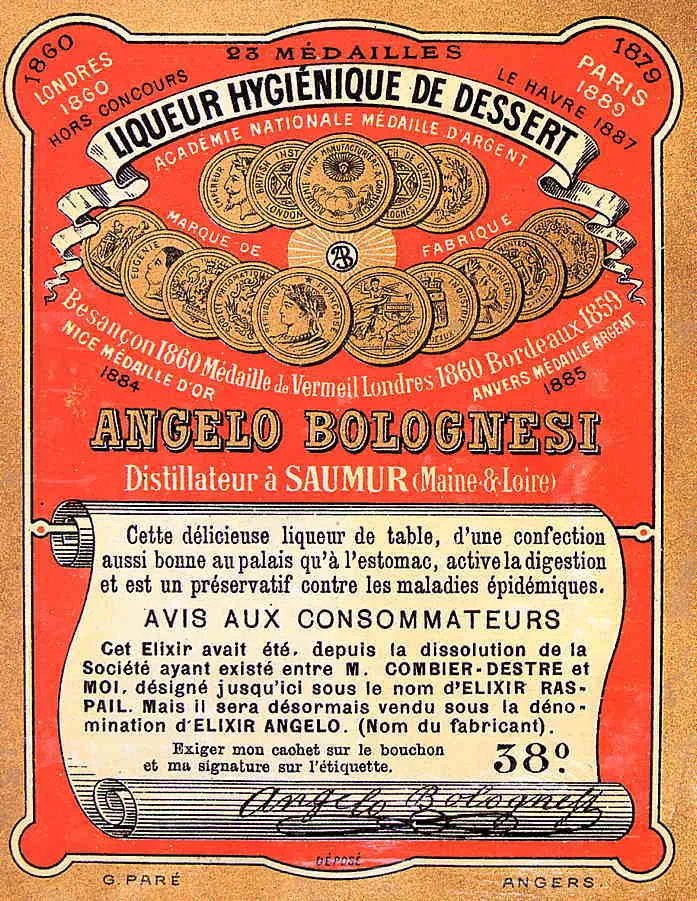 1860
23 MÉDAILLES
1879
LONDRES
1860
HORS CONCOURS
LE HAVRE 1887
PARIS
1889
LIQUEUR HYGIÉNIQUE DE DESSERT
ACADÉMIE NATIONALE MÉDAILLE D'ARGENT
MARQUE DE
AB
FABRIQUE
EUGENIE
Besançon 1860 Médaille de Vermeil Londres 1860 Bordeaux 1859
NICE MÉDAILLE D'OR
1884
ANVERS MÉDAILLE ARGENT
1885
ANGELO BOLOGNESI
Distillateur à SAUMUR (Maine-&-Loire)
Cette délicieuse liqueur de table, d'une confection
aussi bonne au palais qu'à l'estomac, active la digestion
et est un préservatif contre les maladies épidémiques.
AVIS AUX CONSOMMATEURS
Cet Elixir avait été, depuis la dissolution de la
Société ayant existé entre M. COMBIER-DESTRE et
MOI, désigné jusqu'ici sous le nom d'ELIXIR RAS-
PAIL. Mais il sera désormais vendu sous la déno-
mination d'ELIXIR ANGELO. (Nom du fabricant).
Exiger mon cachet sur le bouchon
et ma signature sur l'étiquette.
38°
Angelo Bolognesi
DÉPOSÉ
G. PARÉ
ANGERS.